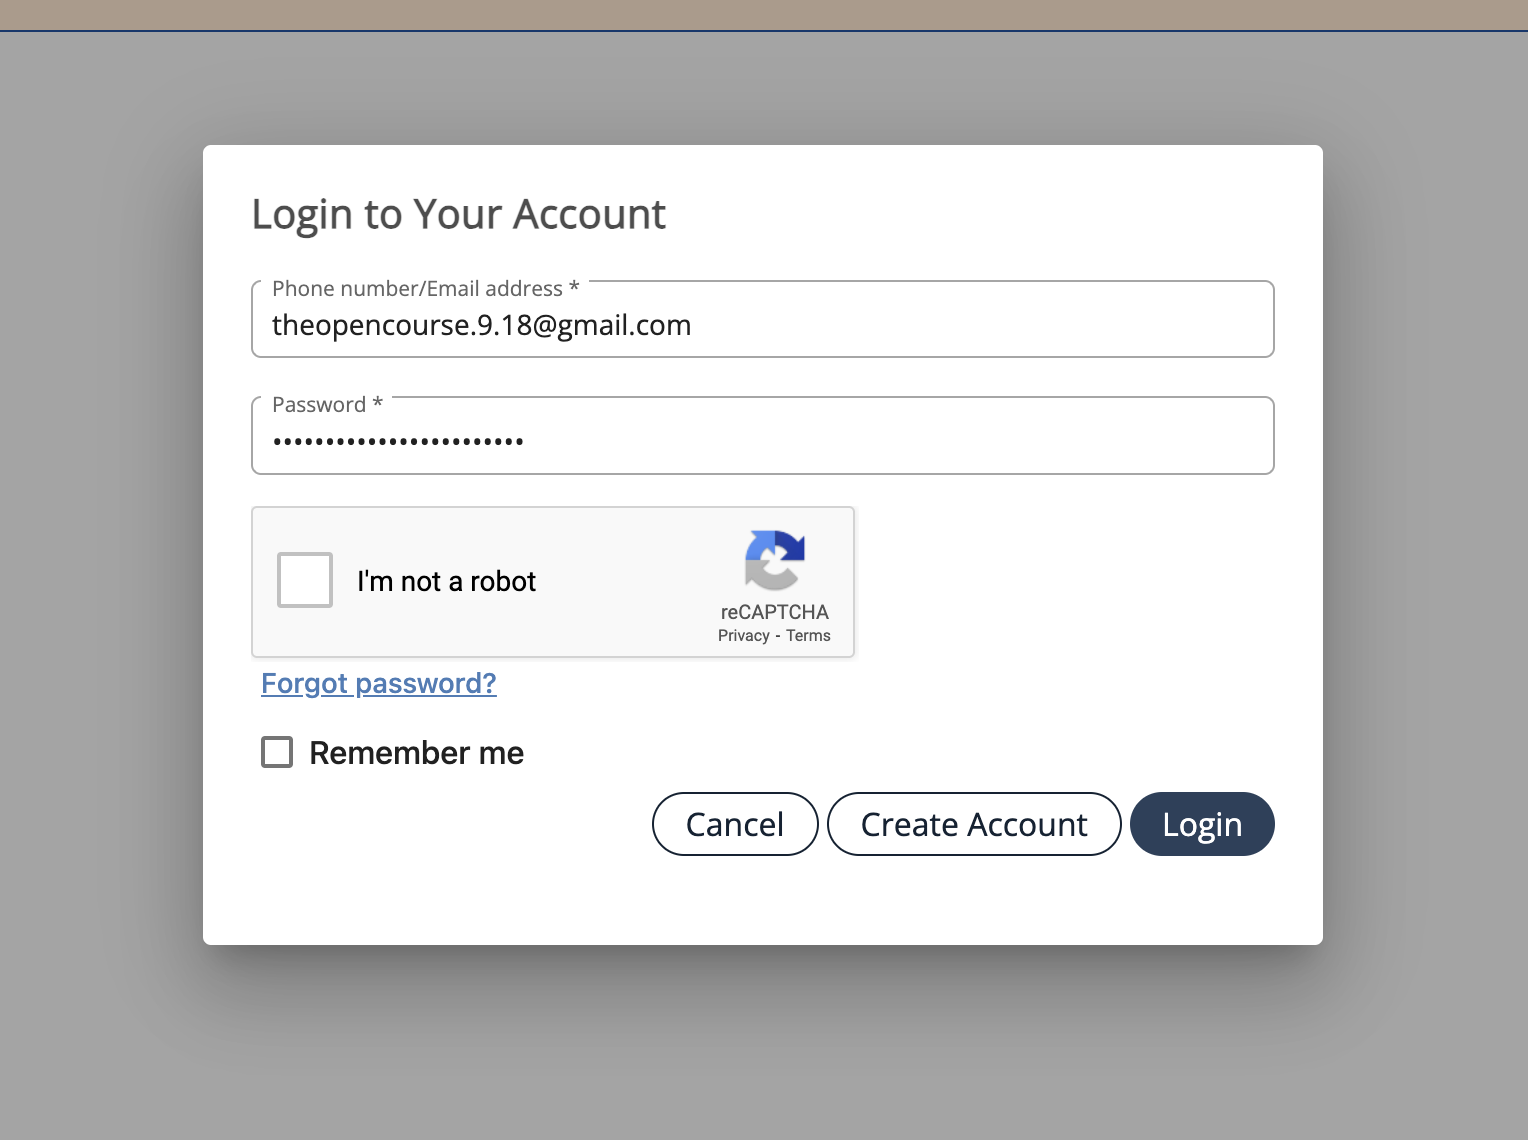 Login to Your Account
Phone number/Email address *
theopencourse.9.18@gmail.com
Password *
••••••••••••••••••••••••
I'm not a robot
reCAPTCHA
Privacy - Terms
Forgot password?
Remember me
Cancel
Create Account
Login